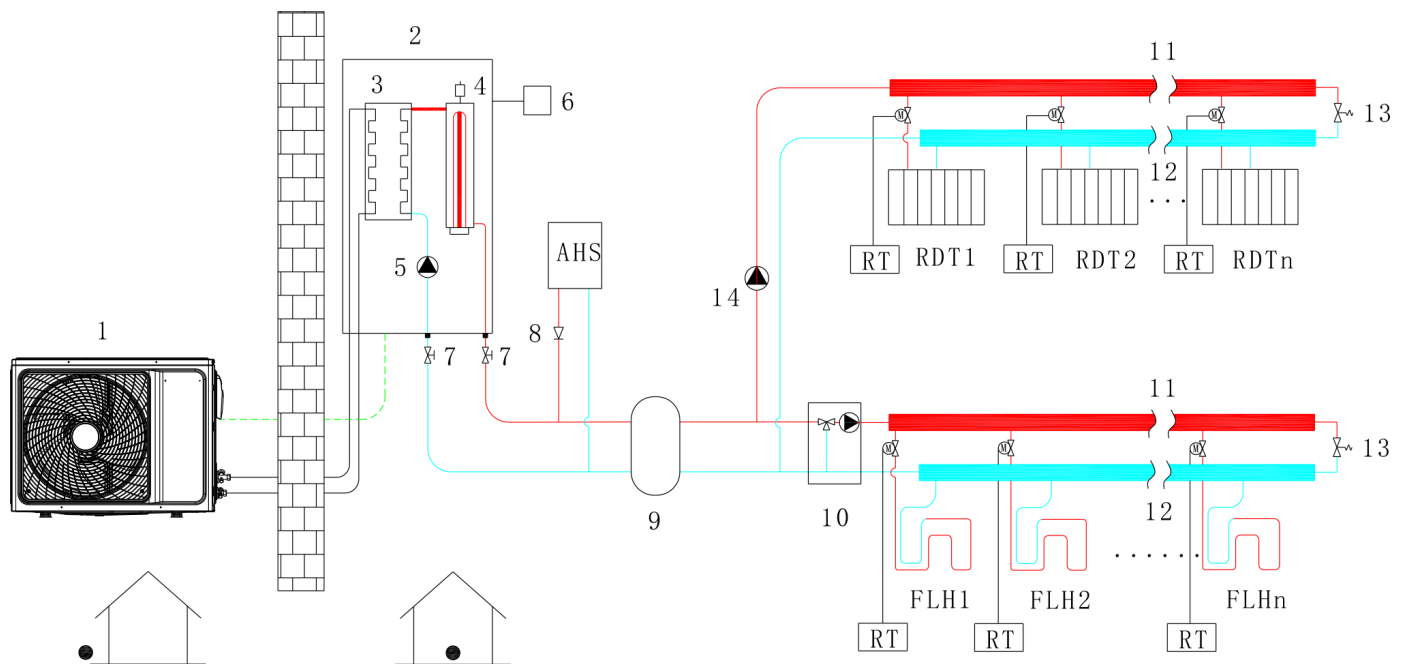 1
2
3
4
5
6
7
7
8
AHS
9
10
14
11
12
13
RT
RDT1
RT
RDT2
. . .
RT
RDTn
M
M
M
11
12
13
M
M
M
FLH1
FLH2
. . . . . .
FLHn
RT
RT
RT